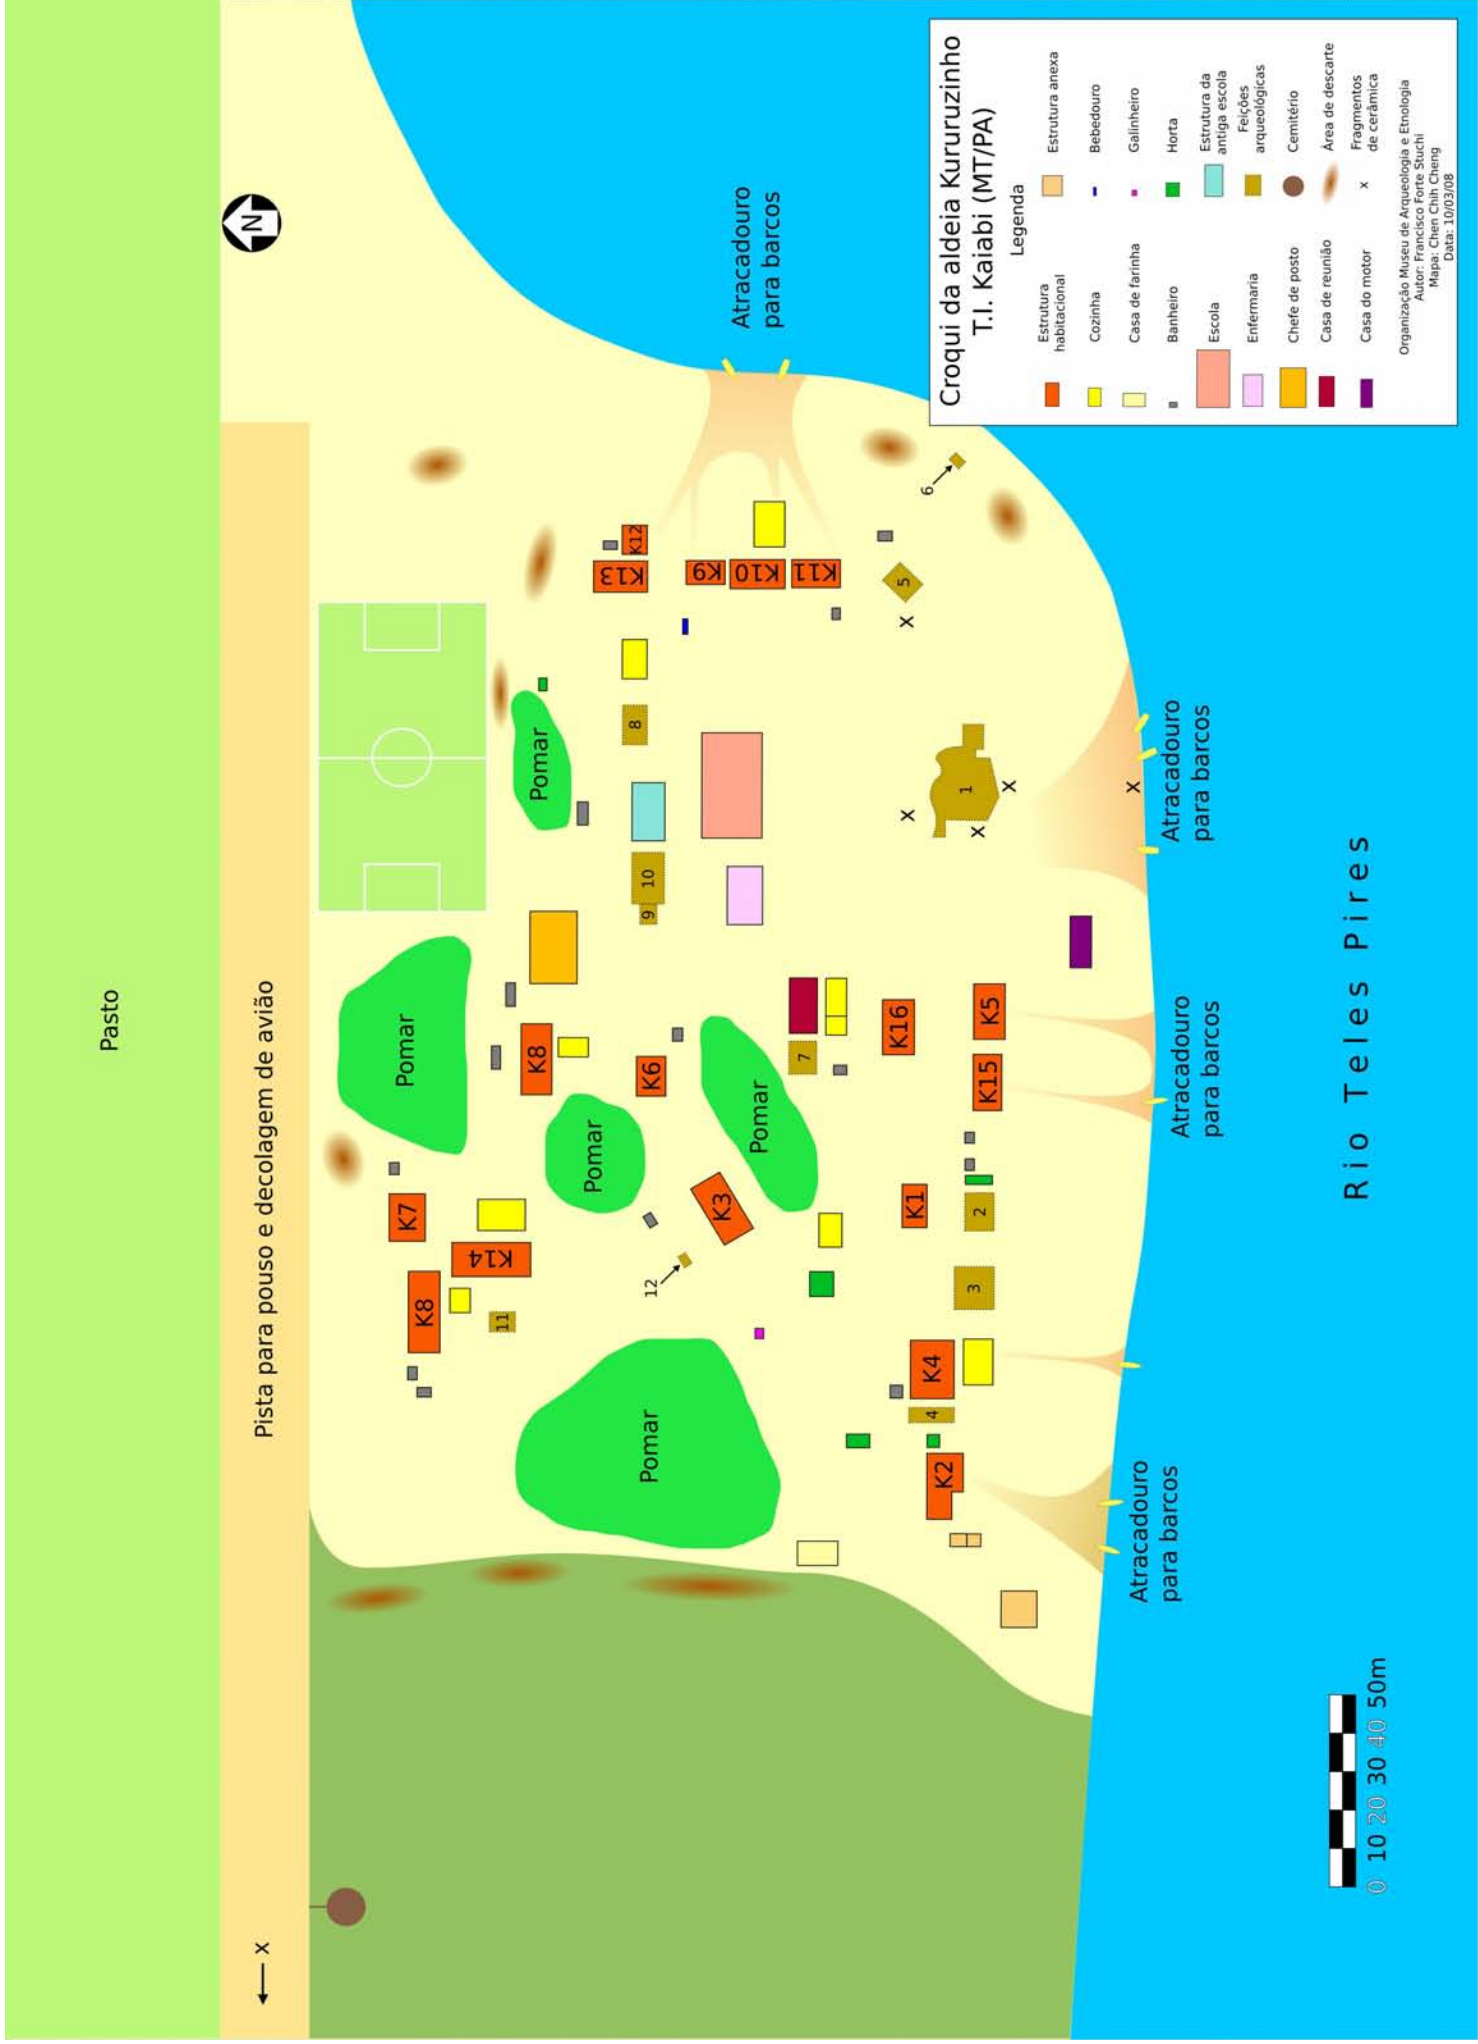 Pasto
Pista para pouso e decolagem de avião
← x
N
Croqui da aldeia Kururuzinho
T.I. Kaiabi (MT/PA)
Legenda
Estrutura
habitacional
Cozinha
Casa de farinha
Banheiro
Escola
Enfermaria
Chefe de posto
Casa de reunião
Casa do motor
Estrutura anexa
Bebedouro
Galinheiro
Horta
Estrutura da
antiga escola
Feições
arqueológicas
Cemitério
Área de descarte
x
Fragmentos
de cerâmica
Organização Museu de Arqueologia e Etnologia
Autor: Francisco Forte Stuchi
Mapa: Chen Chih Cheng
Data: 10/03/08
K8
K7
K14
11
Pomar
K8
Pomar
Pomar
Pomar
K6
K3
12
Pomar
9
10
8
K13
K12
K9
K10
K11
7
K16
K5
K15
K1
2
3
K4
4
K2
1
x
x
x
x
5
x
6
Atracadouro
para barcos
Atracadouro
para barcos
Atracadouro
para barcos
Atracadouro
para barcos
Rio Teles Pires
0 10 20 30 40 50m